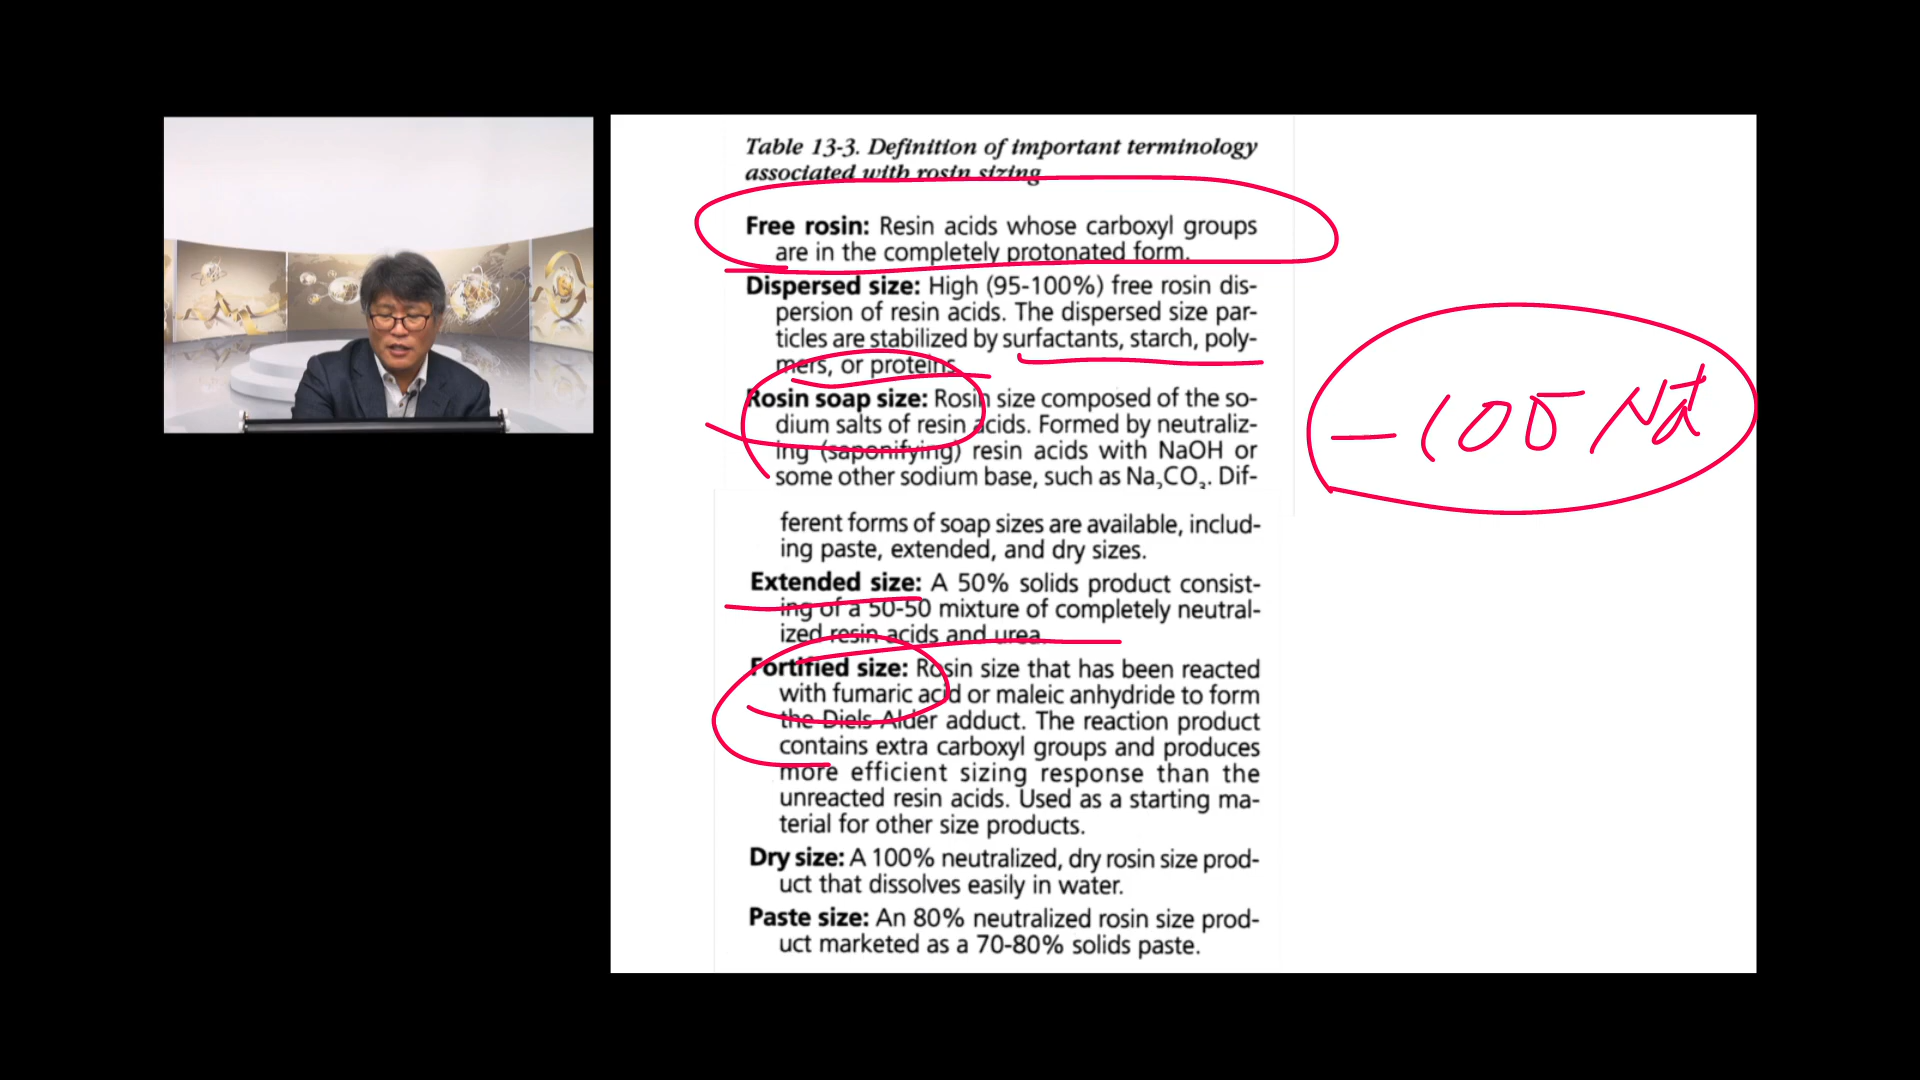 Table 13-3. Definition of important terminology
associated with rosin sizing
Free rosin: Resin acids whose carboxyl groups
are in the completely protonated form.
Dispersed size: High (95-100%) free rosin dis-
persion of resin acids. The dispersed size par-
ticles are stabilized by surfactants, starch, poly-
mers, or proteins.
Rosin soap size: Rosin size composed of the so-
dium salts of resin acids. Formed by neutraliz-
ing (saponifying) resin acids with NaOH or
some other sodium base, such as Na₂CO₃. Dif-
ferent forms of soap sizes are available, includ-
ing paste, extended, and dry sizes.
Extended size: A 50% solids product consist-
ing of a 50-50 mixture of completely neutral-
ized resin acids and urea.
Fortified size: Rosin size that has been reacted
with fumaric acid or maleic anhydride to form
the Diels-Alder adduct. The reaction product
contains extra carboxyl groups and produces
more efficient sizing response than the
unreacted resin acids. Used as a starting ma-
terial for other size products.
Dry size: A 100% neutralized, dry rosin size prod-
uct that dissolves easily in water.
Paste size: An 80% neutralized rosin size prod-
uct marketed as a 70-80% solids paste.
Na⁺